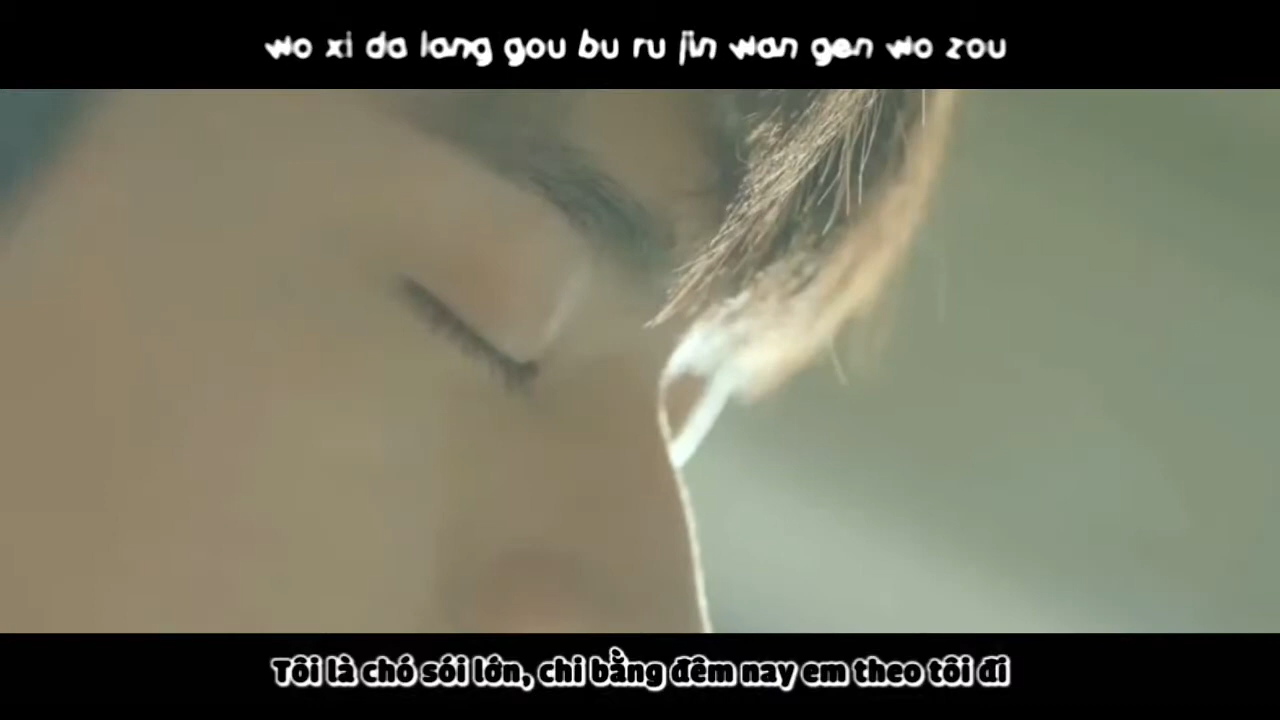 wo xi da lang gou bu ru jin wan gen wo zou
Tôi là chó sói lớn, chi bằng đêm nay em theo tôi đi